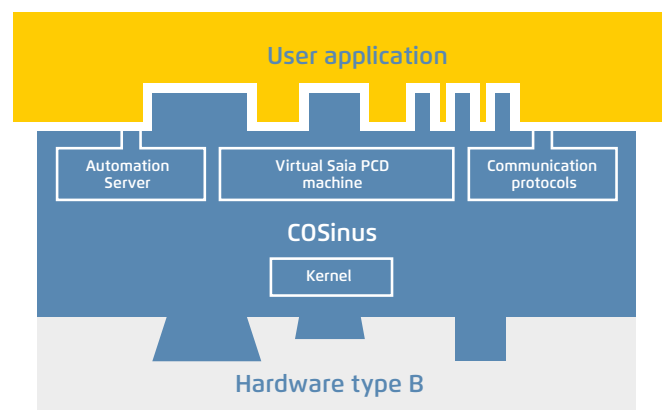 User application
Automation
Server
Virtual Saia PCD
machine
Communication
protocols
COSinus
Kernel
Hardware type B